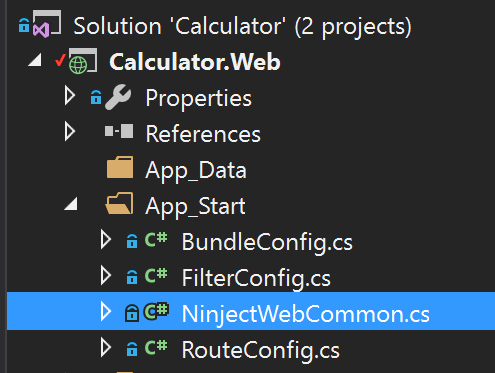 Solution 'Calculator' (2 projects)
Calculator.Web
Properties
References
App_Data
App_Start
C# BundleConfig.cs
C# FilterConfig.cs
C# NinjectWebCommon.cs
C# RouteConfig.cs